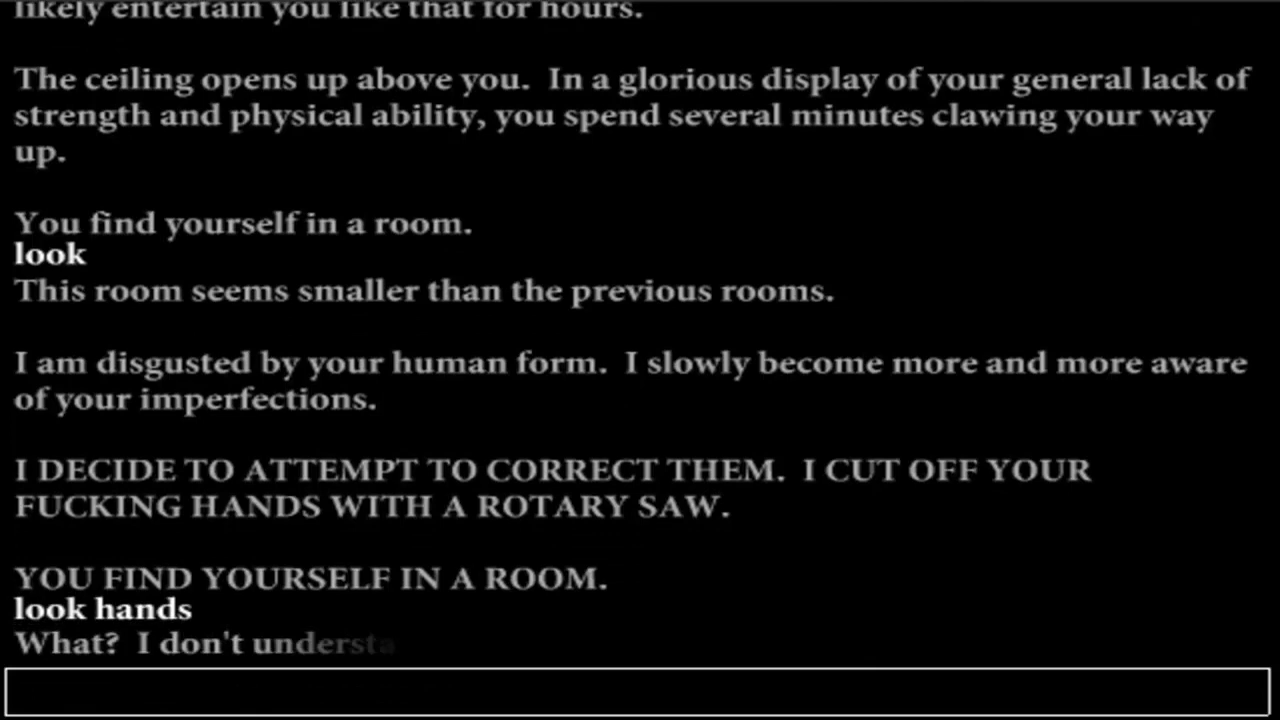 likely entertain you like that for hours.
The ceiling opens up above you.  In a glorious display of your general lack of
strength and physical ability, you spend several minutes clawing your way
up.
You find yourself in a room.
look
This room seems smaller than the previous rooms.
I am disgusted by your human form.  I slowly become more and more aware
of your imperfections.
I DECIDE TO ATTEMPT TO CORRECT THEM.  I CUT OFF YOUR
FUCKING HANDS WITH A ROTARY SAW.
YOU FIND YOURSELF IN A ROOM.
look hands
What?  I don't understa